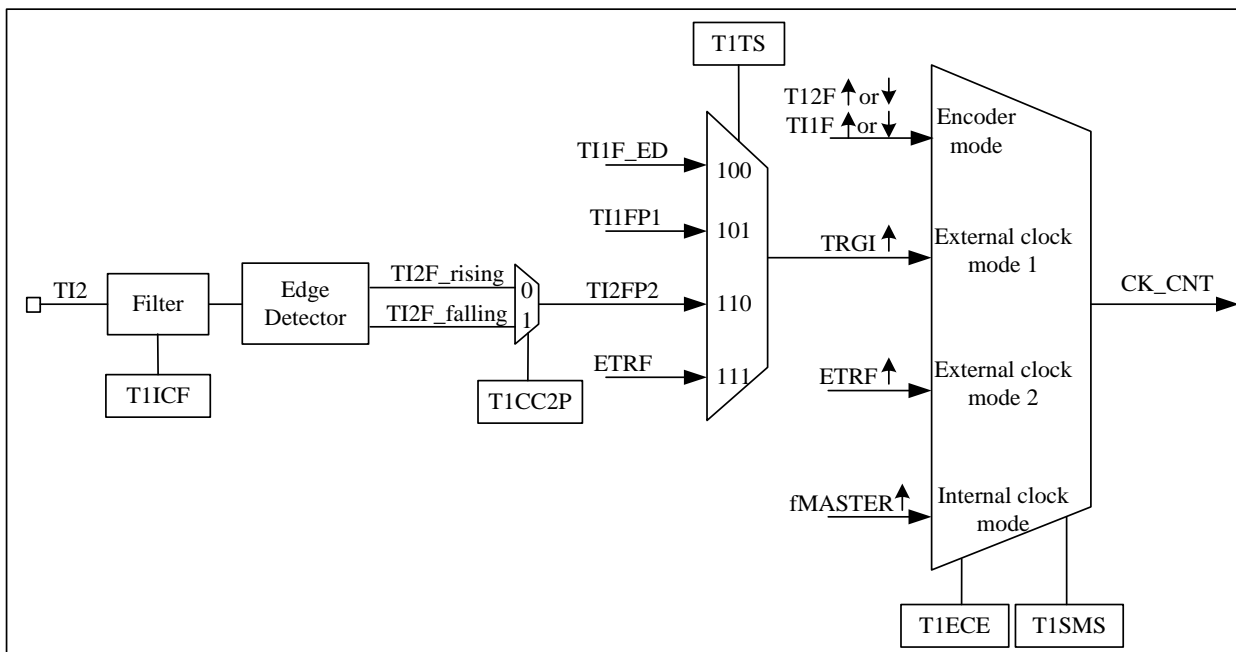 T1TS
T12F or
TI1F or
Encoder
mode
TI1F_ED
100
TI1FP1
101
TRGI
External clock
mode 1
TI2
Filter
Edge
Detector
TI2F_rising
0
TI2F_falling
1
TI2FP2
110
CK_CNT
ETRF
111
External clock
mode 2
ETRF
T1ICF
T1CC2P
fMASTER
Internal clock
mode
T1ECE
T1SMS